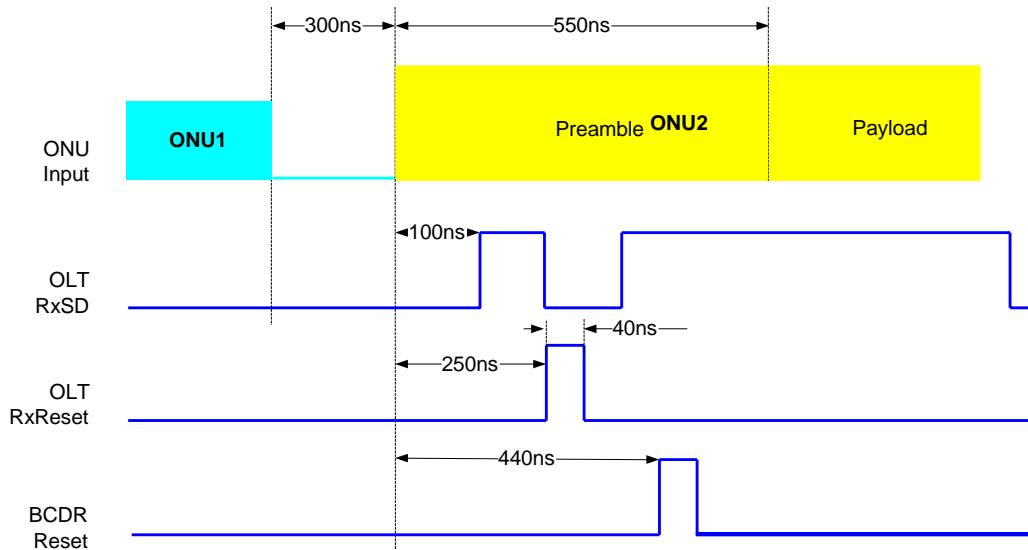 300ns
550ns
ONU1
Preamble ONU2
Payload
ONU
Input
100ns
OLT
RxSD
40ns
250ns
OLT
RxReset
440ns
BCDR
Reset